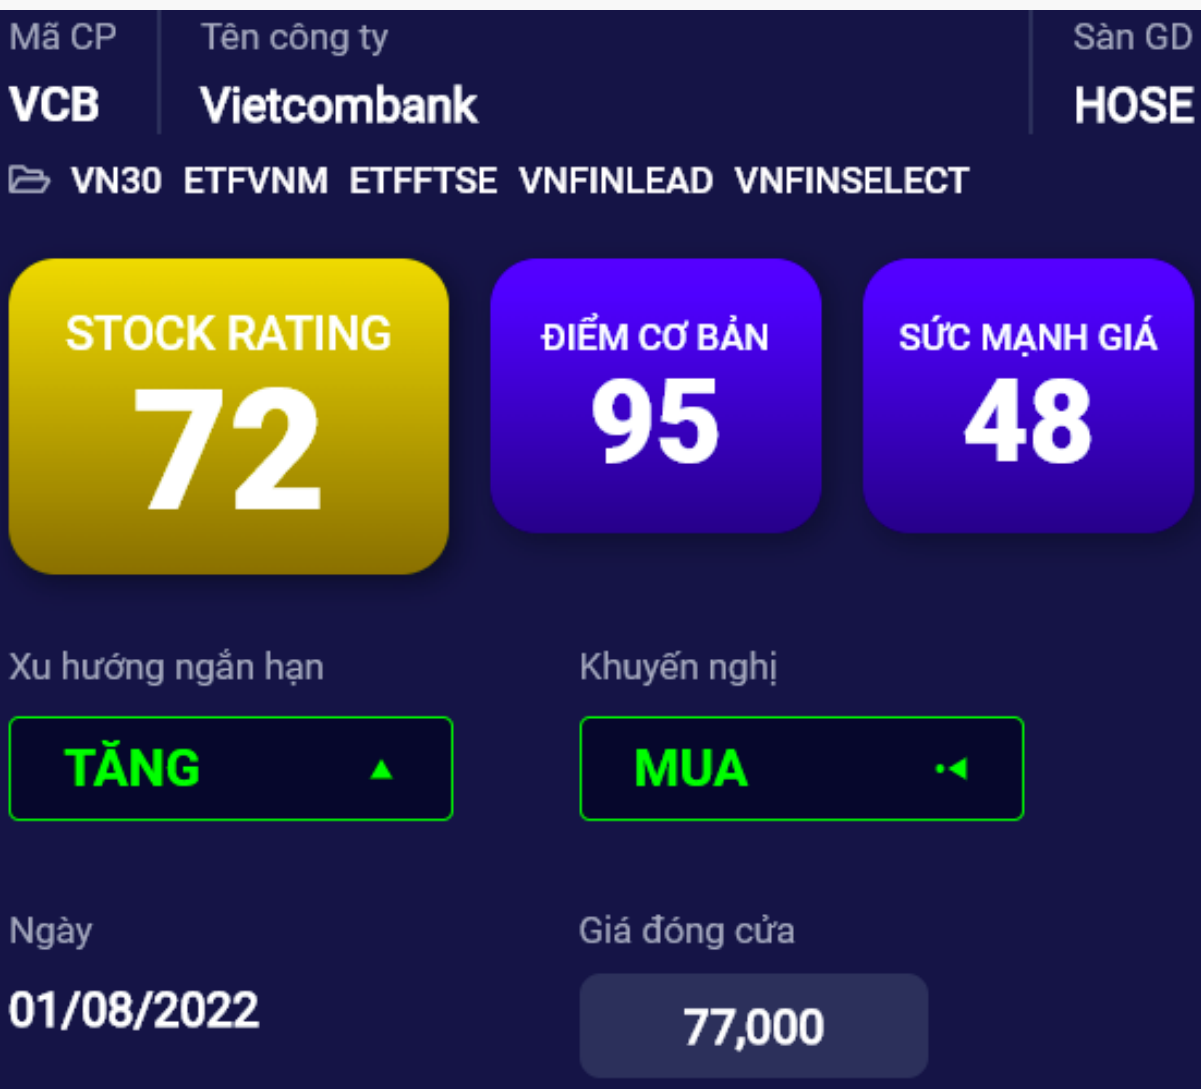 Mã CP Tên công ty Sàn GD
VCB Vietcombank HOSE
VN30 ETFVNM ETFFTSE VNFINLEAD VNFINSELECT
STOCK RATING ĐIỂM CƠ BẢN SỨC MẠNH GIÁ
72 95 48
Xu hướng ngắn hạn Khuyến nghị
TĂNG MUA
Ngày Giá đóng cửa
01/08/2022 77,000